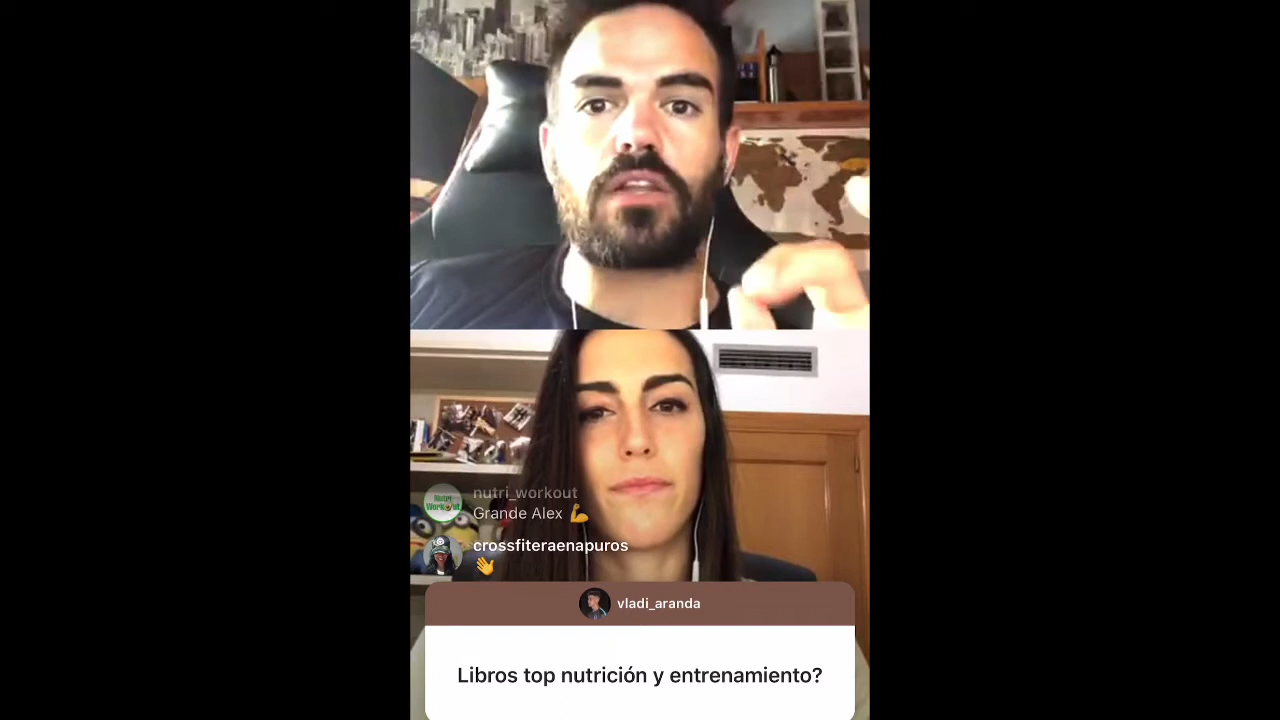 nutri_workout
Grande Alex 💪
crossfiteraenapuros
👋
vladi_aranda
Libros top nutrición y entrenamiento?